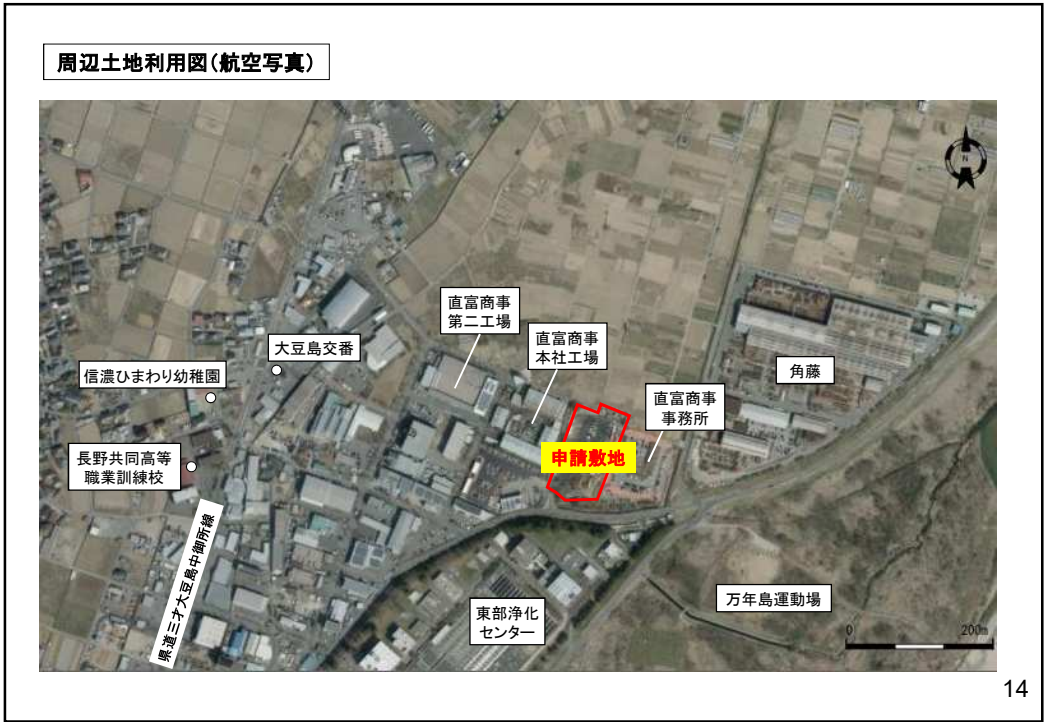 周辺土地利用図(航空写真)
N
直富商事
第二工場
直富商事
本社工場
大豆島交番
信濃ひまわり幼稚園
角藤
直富商事
事務所
申請敷地
長野共同高等
職業訓練校
県道三才大豆島中御所線
東部浄化
センター
万年島運動場
0 200m
14